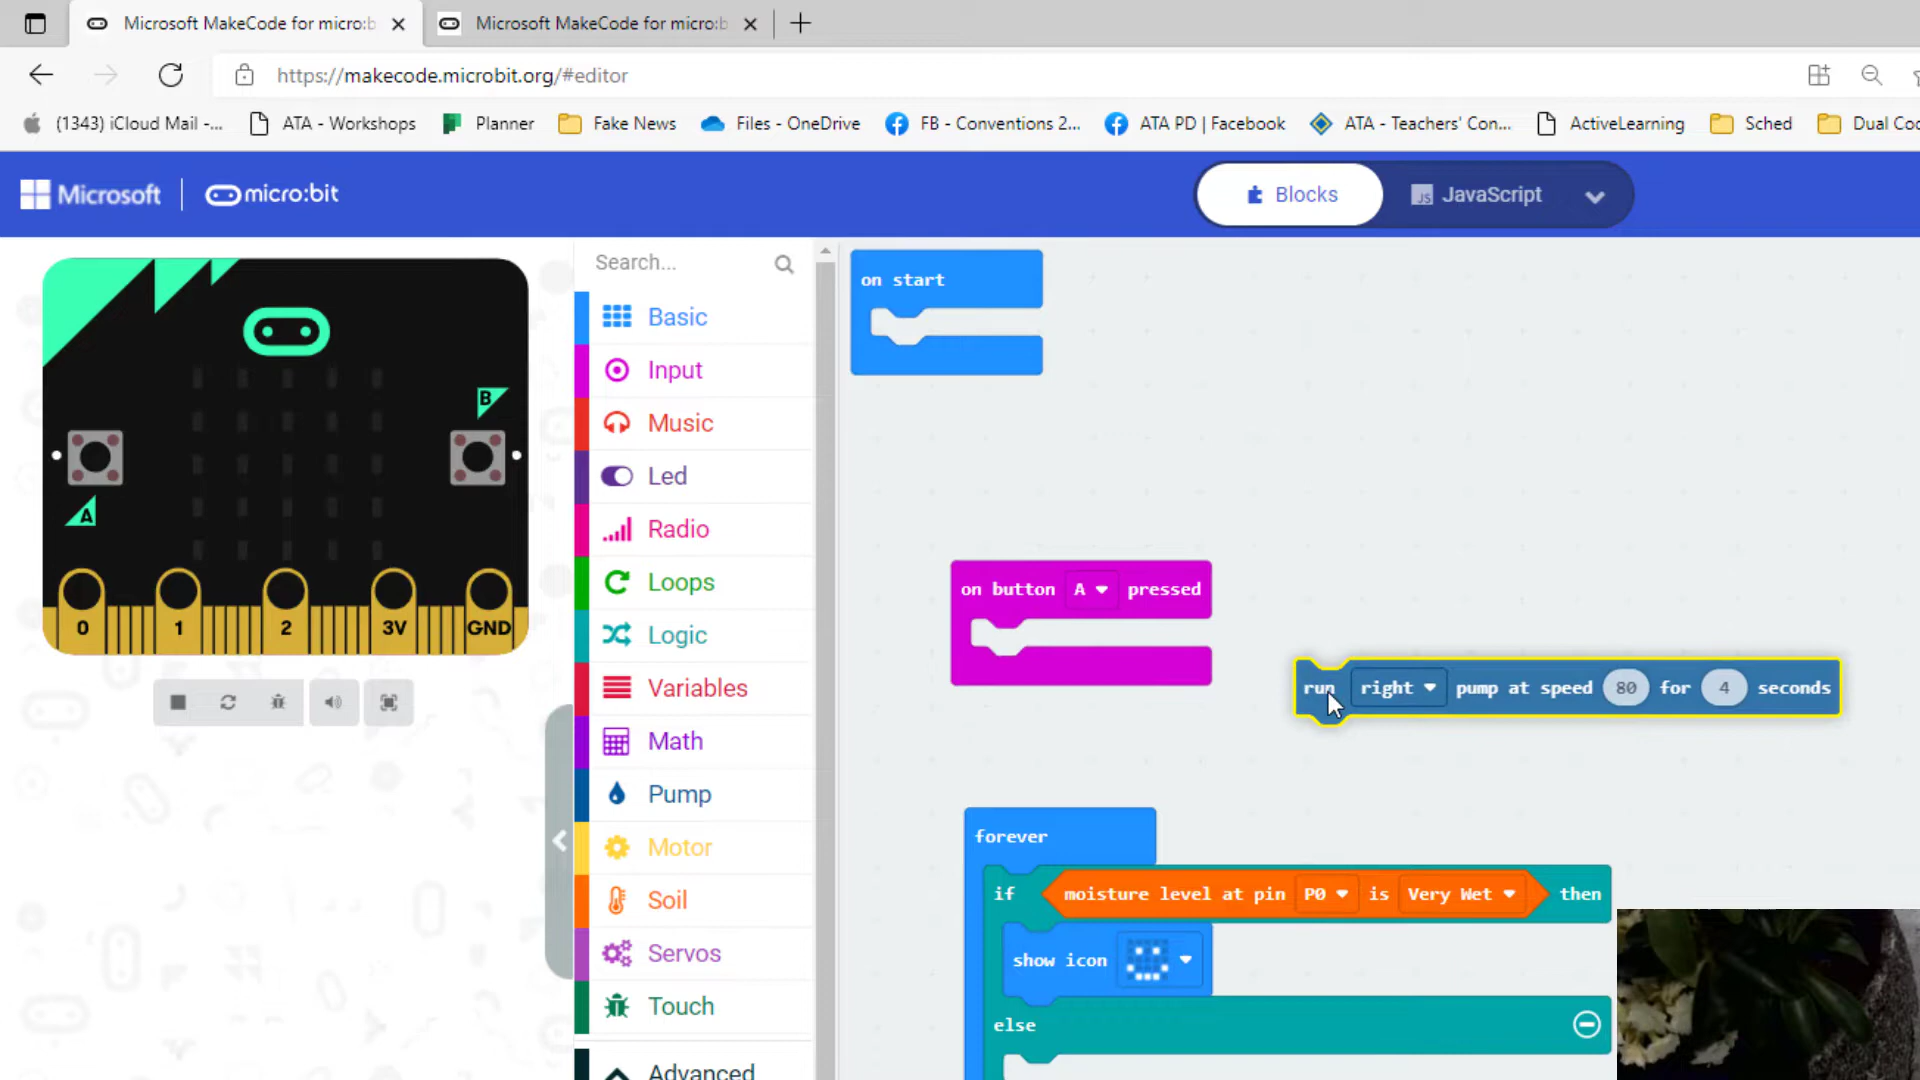 Microsoft MakeCode for micro:b
Microsoft MakeCode for micro:b
https://makecode.microbit.org/#editor
(1343) iCloud Mail -...
ATA - Workshops
Planner
Fake News
Files - OneDrive
FB - Conventions 2...
ATA PD | Facebook
ATA - Teachers' Con...
ActiveLearning
Sched
Dual Coc
Microsoft
micro:bit
Blocks
JS JavaScript
B
A
0 1 2 3V GND
Search...
Basic
Input
Music
Led
Radio
Loops
Logic
Variables
Math
Pump
Motor
Soil
Servos
Touch
Advanced
on start
on button A pressed
run right pump at speed 80 for 4 seconds
forever
if moisture level at pin P0 is Very Wet then
show icon
else